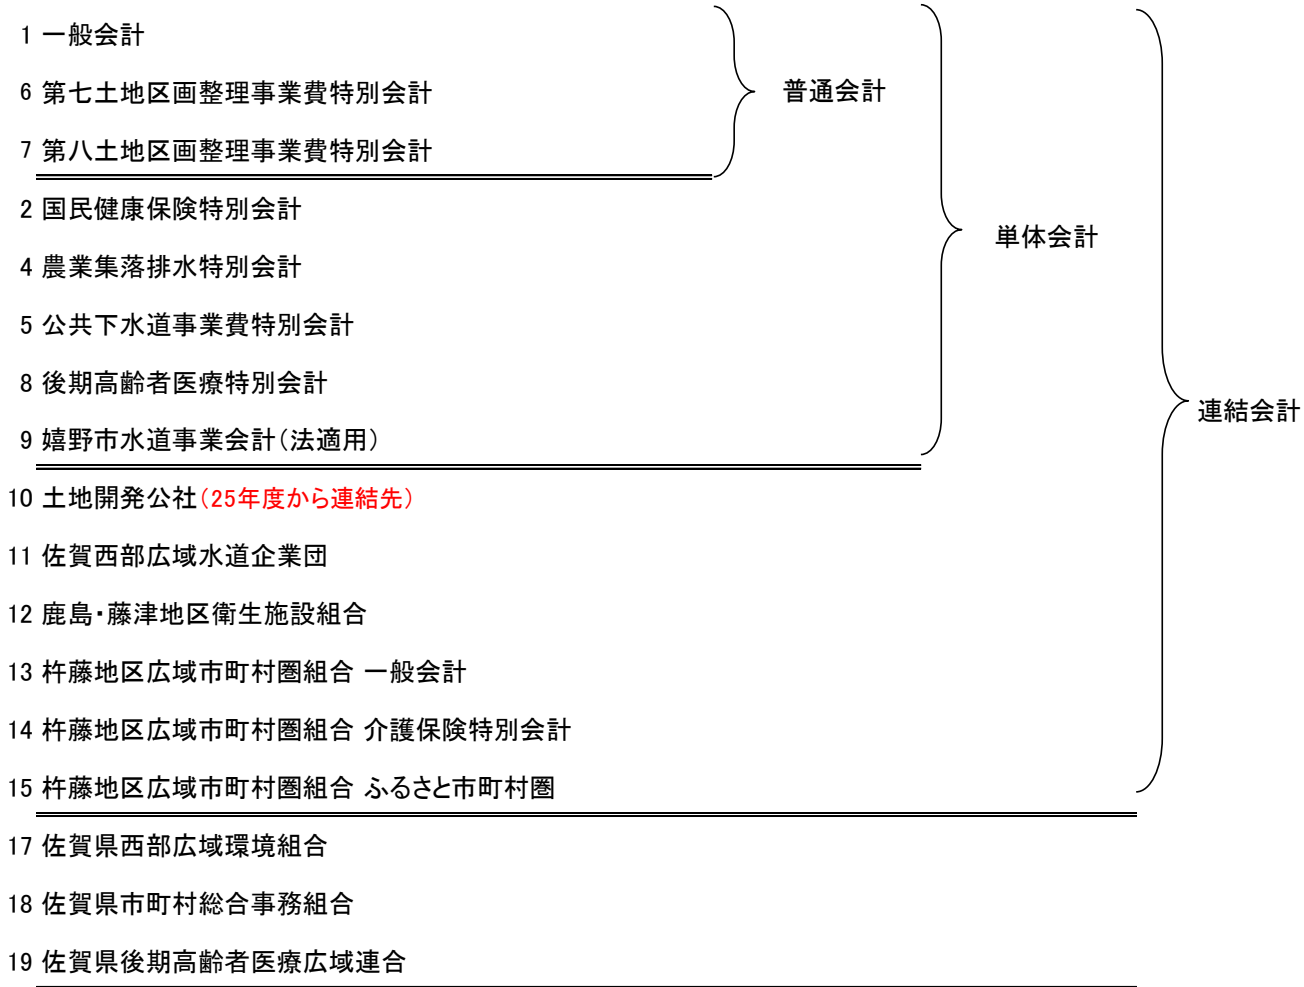 1 一般会計
6 第七土地区画整理事業費特別会計
普通会計
7 第八土地区画整理事業費特別会計
2 国民健康保険特別会計
単体会計
4 農業集落排水特別会計
5 公共下水道事業費特別会計
8 後期高齢者医療特別会計
連結会計
9 嬉野市水道事業会計（法適用）
10 土地開発公社（25年度から連結先）
11 佐賀西部広域水道企業団
12 鹿島・藤津地区衛生施設組合
13 杵藤地区広域市町村圏組合 一般会計
14 杵藤地区広域市町村圏組合 介護保険特別会計
15 杵藤地区広域市町村圏組合 ふるさと市町村圏
17 佐賀県西部広域環境組合
18 佐賀県市町村総合事務組合
19 佐賀県後期高齢者医療広域連合